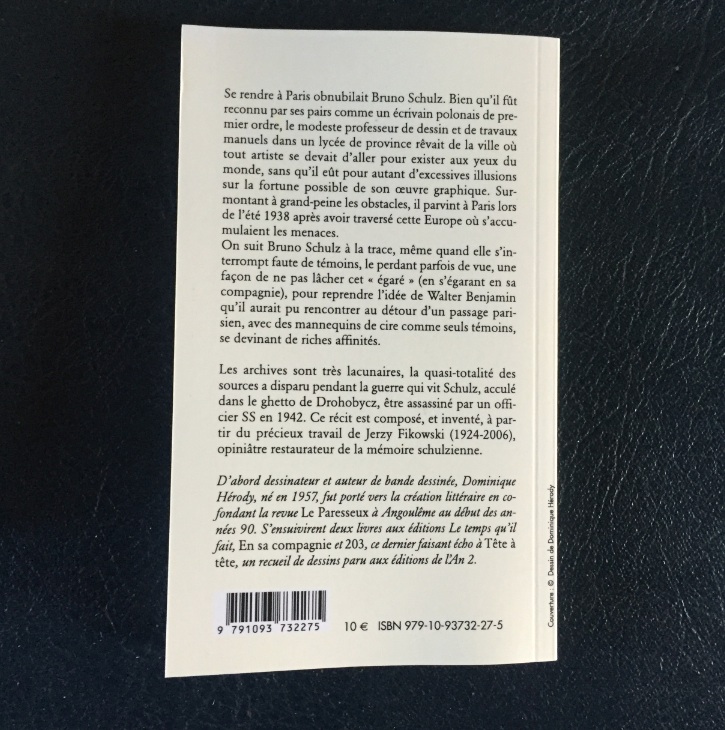 Se rendre à Paris obnubilait Bruno Schulz. Bien qu'il fût
reconnu par ses pairs comme un écrivain polonais de pre-
mier ordre, le modeste professeur de dessin et de travaux
manuels dans un lycée de province rêvait de la ville où
tout artiste se devait d'aller pour exister aux yeux du
monde, sans qu'il eût pour autant d'excessives illusions
sur la fortune possible de son œuvre graphique. Sur-
montant à grand-peine les obstacles, il parvint à Paris lors
de l'été 1938 après avoir traversé cette Europe où s'accu-
mulaient les menaces.
On suit Bruno Schulz à la trace, même quand elle s'in-
terrompt faute de témoins, le perdant parfois de vue, une
façon de ne pas lâcher cet « égaré » (en s'égarant en sa
compagnie), pour reprendre l'idée de Walter Benjamin
qu'il aurait pu rencontrer au détour d'un passage pari-
sien, avec des mannequins de cire comme seuls témoins,
se devinant de riches affinités.
Les archives sont très lacunaires, la quasi-totalité des
sources a disparu pendant la guerre qui vit Schulz, acculé
dans le ghetto de Drohobycz, être assassiné par un offi-
cier SS en 1942. Ce récit est composé, et inventé, à par-
tir du précieux travail de Jerzy Fikowski (1924-2006),
opiniâtre restaurateur de la mémoire schulzienne.
D'abord dessinateur et auteur de bande dessinée, Dominique
Hérody, né en 1957, fut porté vers la création littéraire en co-
fondant la revue Le Paresseux à Angoulême au début des an-
nées 90. S'ensuivirent deux livres aux éditions Le temps qu'il
fait, En sa compagnie et 203, ce dernier faisant écho à Tête à
tête, un recueil de dessins paru aux éditions de l'An 2.
9 791093 732275
10 € ISBN 979-10-93732-27-5
Couverture : © Dessin de Dominique Hérody